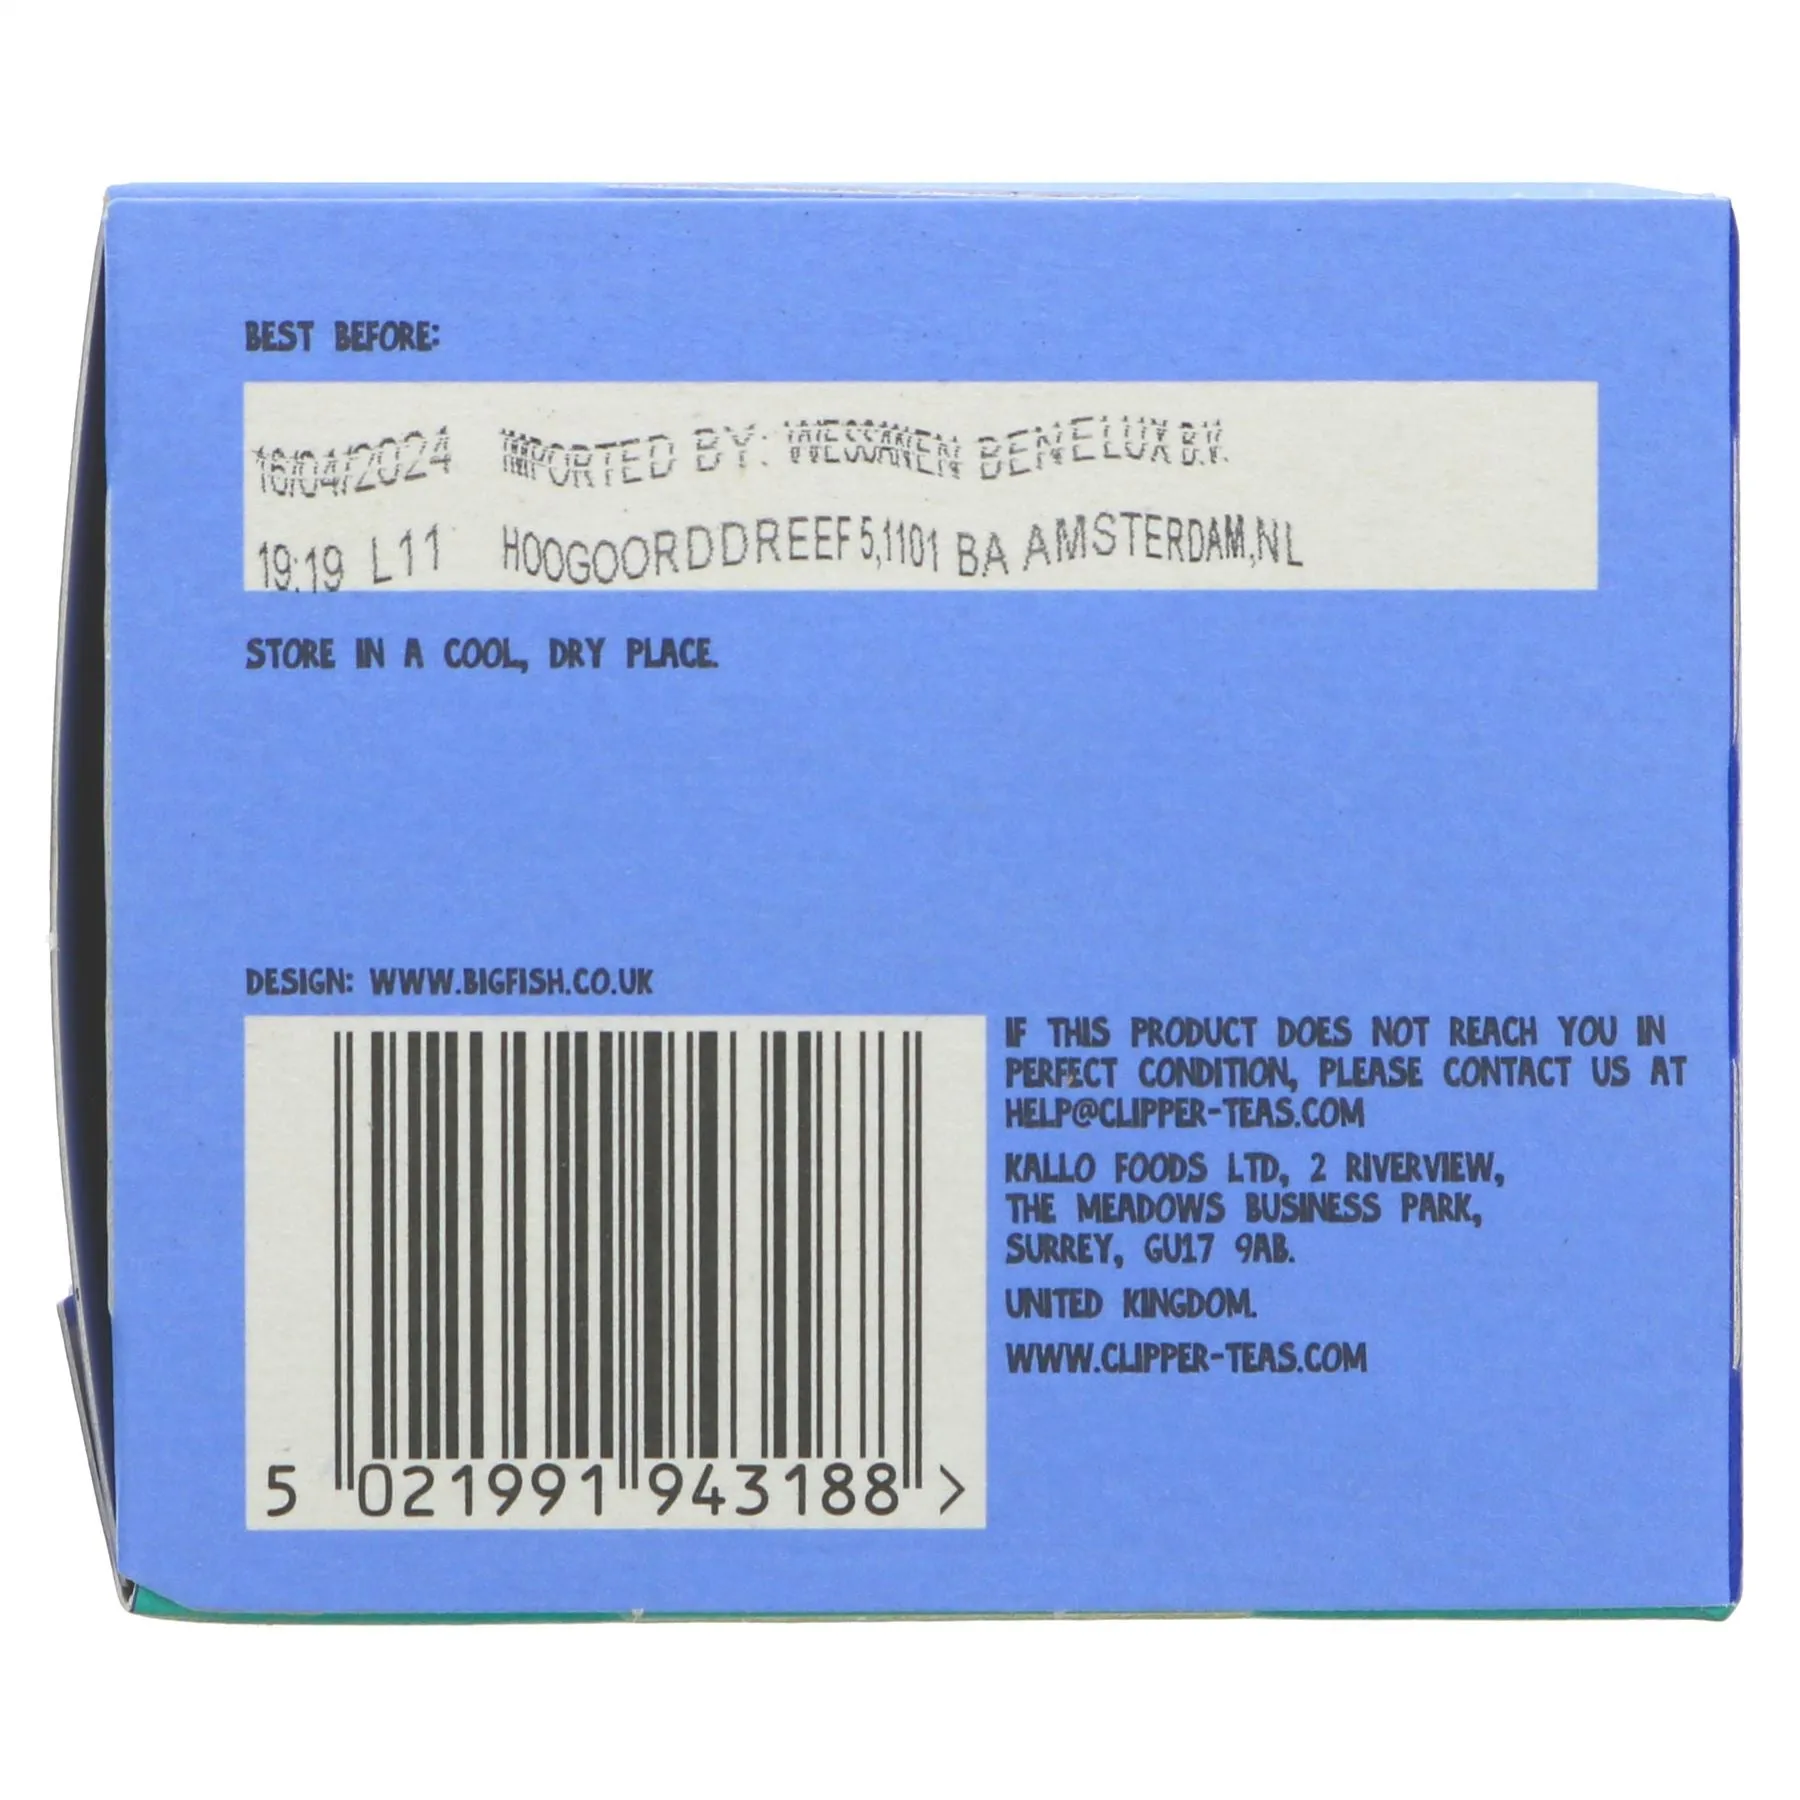 BEST BEFORE:
16/04/2024 IMPORTED BY: WESSANEN BENELUX B.V.
19:19 L11 HOOGOORDDREEF 5,1101 BA AMSTERDAM,NL
STORE IN A COOL, DRY PLACE.
DESIGN: WWW.BIGFISH.CO.UK
IF THIS PRODUCT DOES NOT REACH YOU IN
PERFECT CONDITION, PLEASE CONTACT US AT
HELP@CLIPPER-TEAS.COM
KALLO FOODS LTD, 2 RIVERVIEW,
THE MEADOWS BUSINESS PARK,
SURREY, GU17 9AB.
UNITED KINGDOM.
WWW.CLIPPER-TEAS.COM
5 021991 943188 >